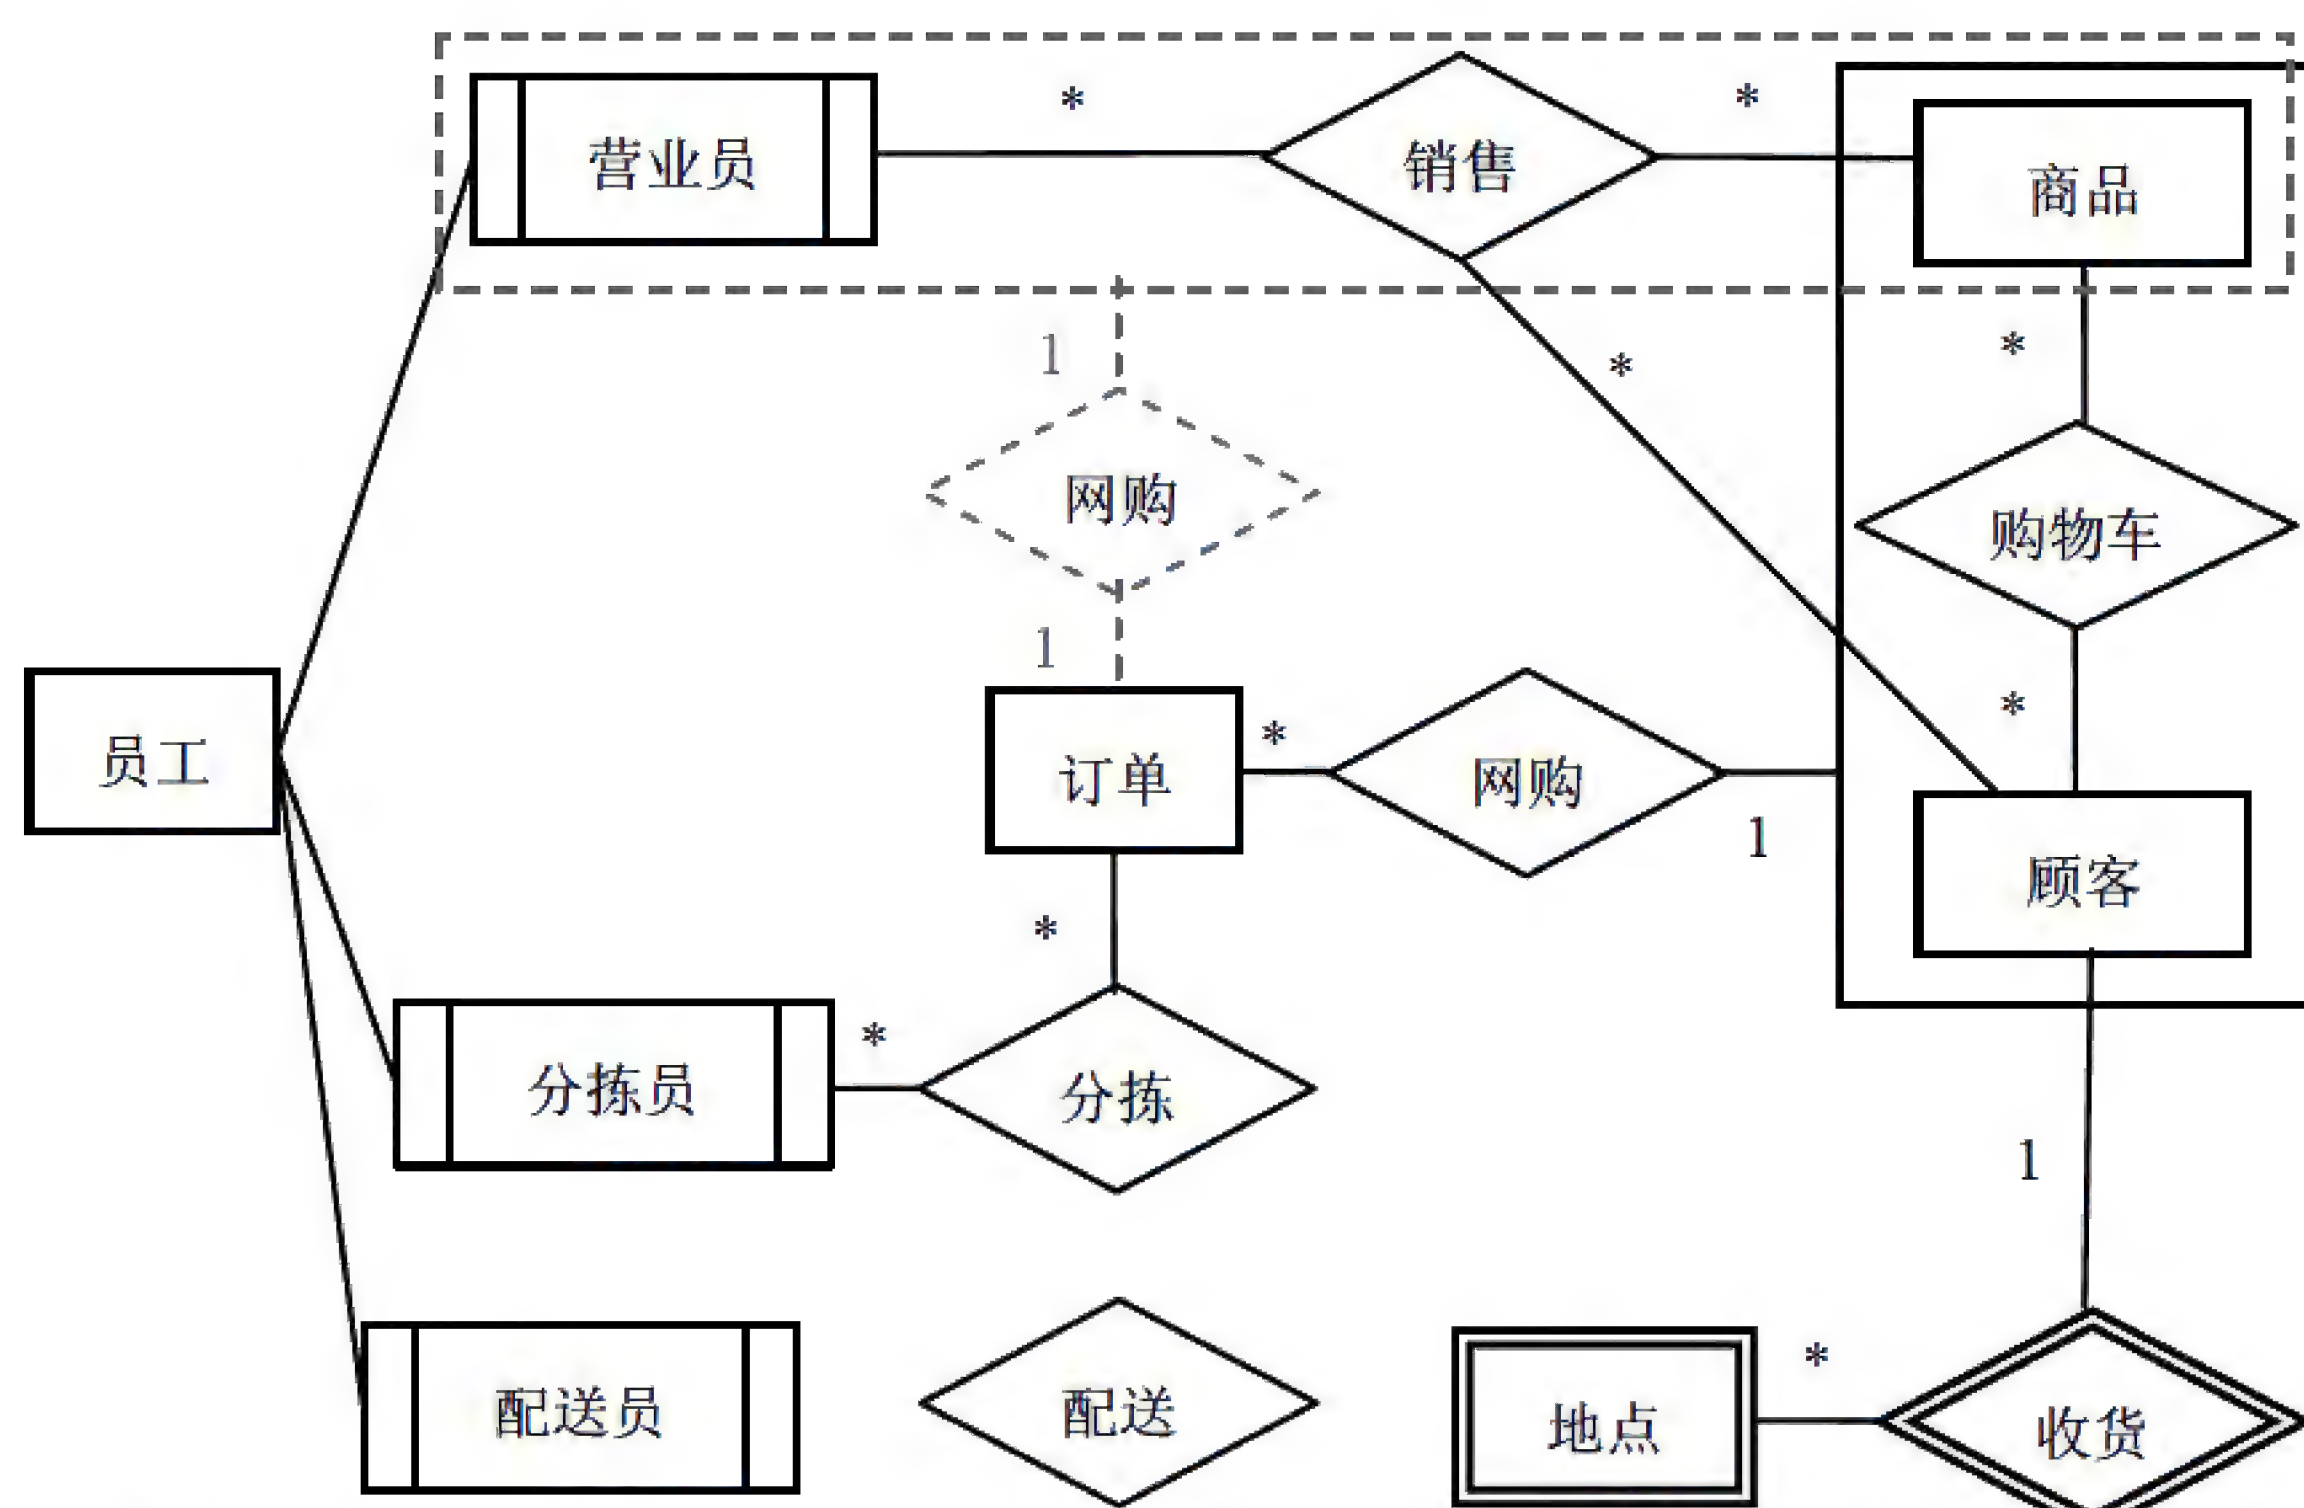 *
*
营业员
销售
商品
1
*
*
网购
购物车
1
*
员工
订单
*
网购
1
顾客
*
*
分拣员
分拣
1
*
配送员
配送
地点
收货